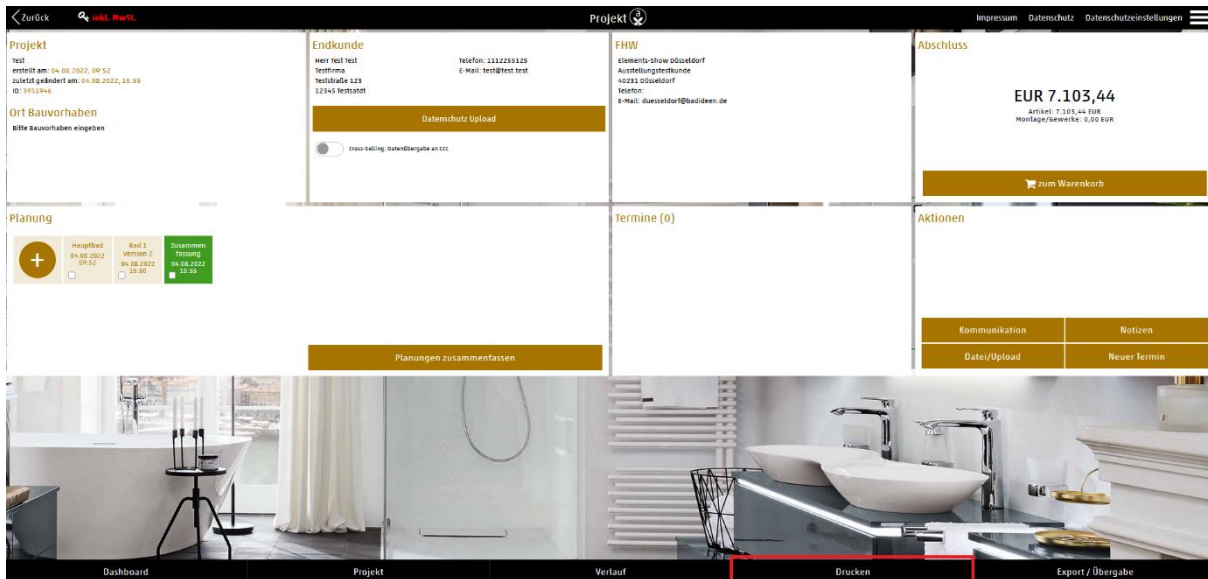 Zurück
inkl. MwSt.
Projekt
Impressum Datenschutz Datenschutzeinstellungen
Projekt
Test
erstellt am: 04.08.2022, 09:52
zuletzt geändert am: 04.08.2022, 15:55
ID: 3951946
Ort Bauvorhaben
Bitte Bauvorhaben eingeben
Endkunde
Herr Test Test
Testfirma
Teststraße 123
12345 Testsatdt
Telefon: 1112255125
E-Mail: test@test.test
Datenschutz Upload
Cross-Selling, Datenübergabe an CCC
FHW
Elements-Show Düsseldorf
Ausstellungstestkunde
40231 Düsseldorf
Telefon:
E-Mail: duesseldorf@badideen.de
Abschluss
EUR 7.103,44
Artikel: 7.103,44 EUR
Montage/Gewerke: 0,00 EUR
zum Warenkorb
Planung
+
Hauptbad
04.08.2022
09:52
Bad 1
Version 2
04.08.2022
15:50
Zusammen
fassung
04.08.2022
15:55
Planungen zusammenfassen
Termine (0)
Aktionen
Kommunikation
Notizen
Datei/Upload
Neuer Termin
Dashboard
Projekt
Verlauf
Drucken
Export / Übergabe